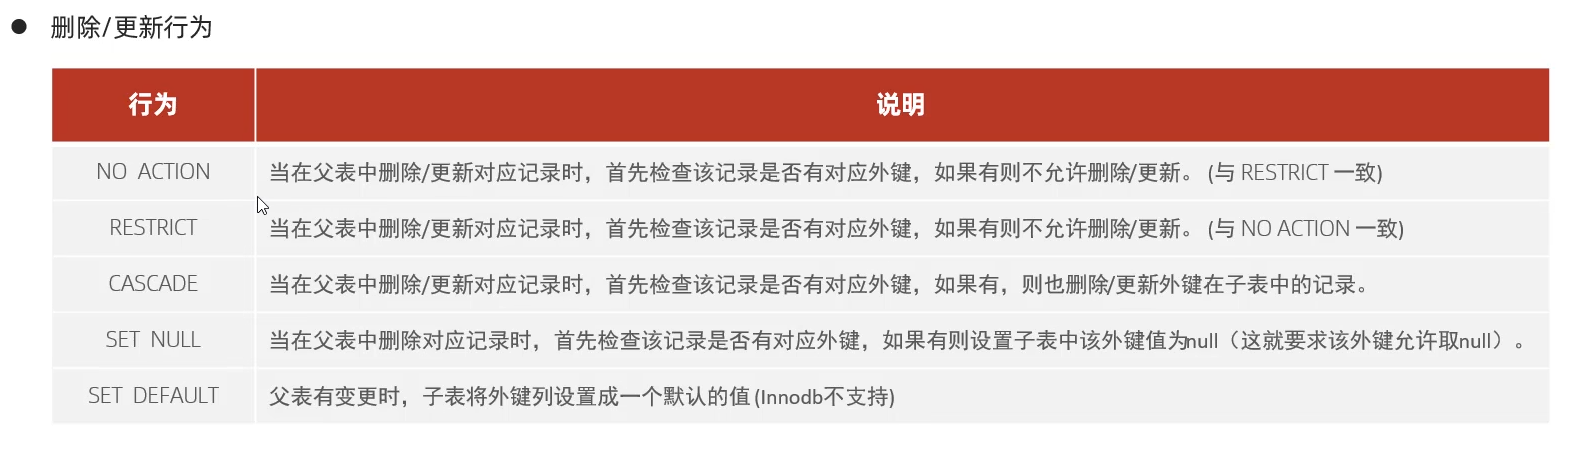 删除/更新行为
行为 说明
NO ACTION 当在父表中删除/更新对应记录时，首先检查该记录是否有对应外键，如果有则不允许删除/更新。 (与 RESTRICT 一致)
RESTRICT 当在父表中删除/更新对应记录时，首先检查该记录是否有对应外键，如果有则不允许删除/更新。 (与 NO ACTION 一致)
CASCADE 当在父表中删除/更新对应记录时，首先检查该记录是否有对应外键，如果有，则也删除/更新外键在子表中的记录。
SET NULL 当在父表中删除对应记录时，首先检查该记录是否有对应外键，如果有则设置子表中该外键值为null（这就要求该外键允许取null）。
SET DEFAULT 父表有变更时，子表将外键列设置成一个默认的值 (Innodb不支持)